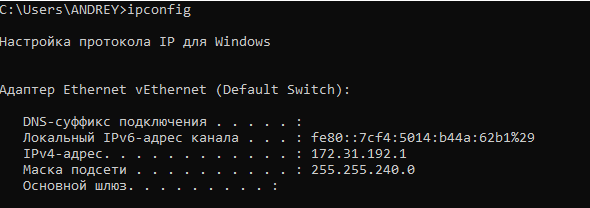 C:\Users\ANDREY>ipconfig
Настройка протокола IP для Windows
Адаптер Ethernet vEthernet (Default Switch):
DNS-суффикс подключения . . . . . :
Локальный IPv6-адрес канала . . . : fe80::7cf4:5014:b44a:62b1%29
IPv4-адрес. . . . . . . . . . . . : 172.31.192.1
Маска подсети . . . . . . . . . . : 255.255.240.0
Основной шлюз. . . . . . . . . :